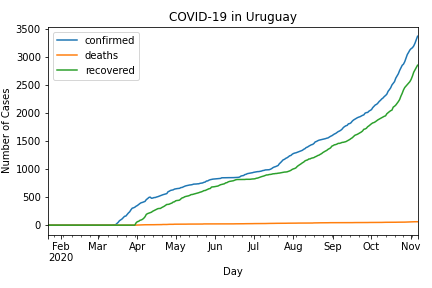 COVID-19 in Uruguay
confirmed
deaths
recovered
Number of Cases
3500
3000
2500
2000
1500
1000
500
0
Feb Mar Apr May Jun Jul Aug Sep Oct Nov
2020
Day